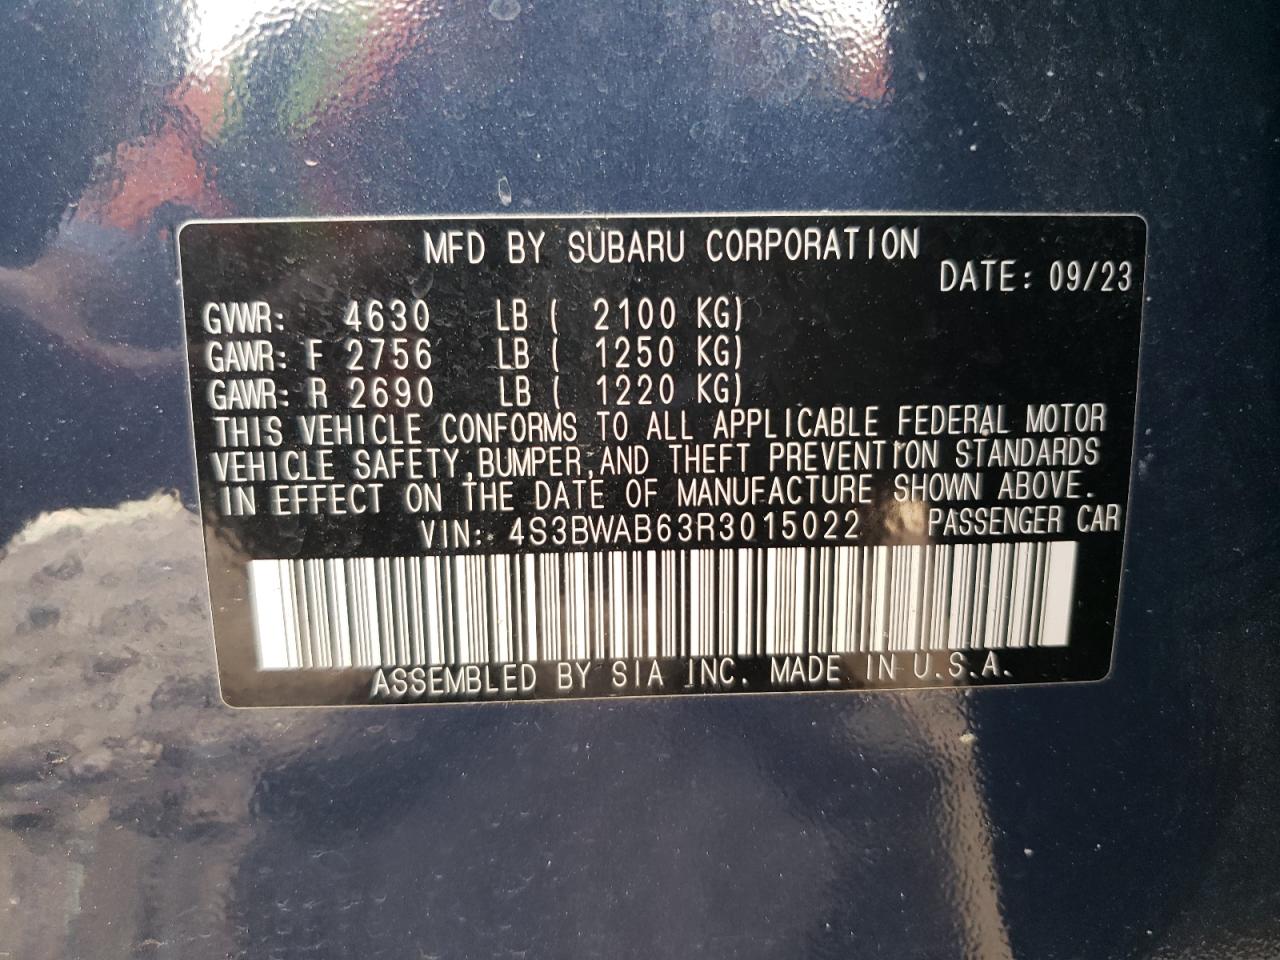 MFD BY SUBARU CORPORATION
DATE: 09/23
GVWR: 4630 LB ( 2100 KG)
GAWR: F 2756 LB ( 1250 KG)
GAWR: R 2690 LB ( 1220 KG)
THIS VEHICLE CONFORMS TO ALL APPLICABLE FEDERAL MOTOR
VEHICLE SAFETY,BUMPER,AND THEFT PREVENTION STANDARDS
IN EFFECT ON THE DATE OF MANUFACTURE SHOWN ABOVE.
VIN: 4S3BWAB63R3015022 PASSENGER CAR
ASSEMBLED BY SIA INC. MADE IN U.S.A.